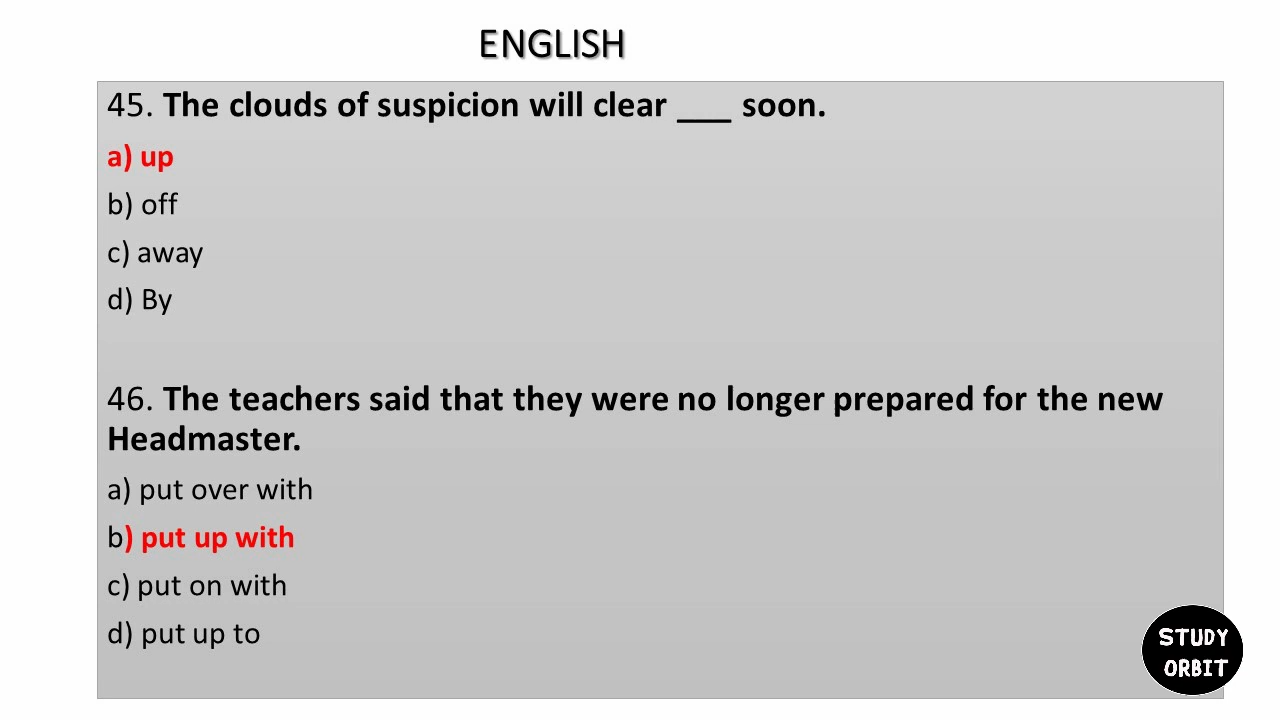 ENGLISH
45. The clouds of suspicion will clear ___ soon.
a) up
b) off
c) away
d) By
46. The teachers said that they were no longer prepared for the new
Headmaster.
a) put over with
b) put up with
c) put on with
d) put up to
STUDY
ORBIT